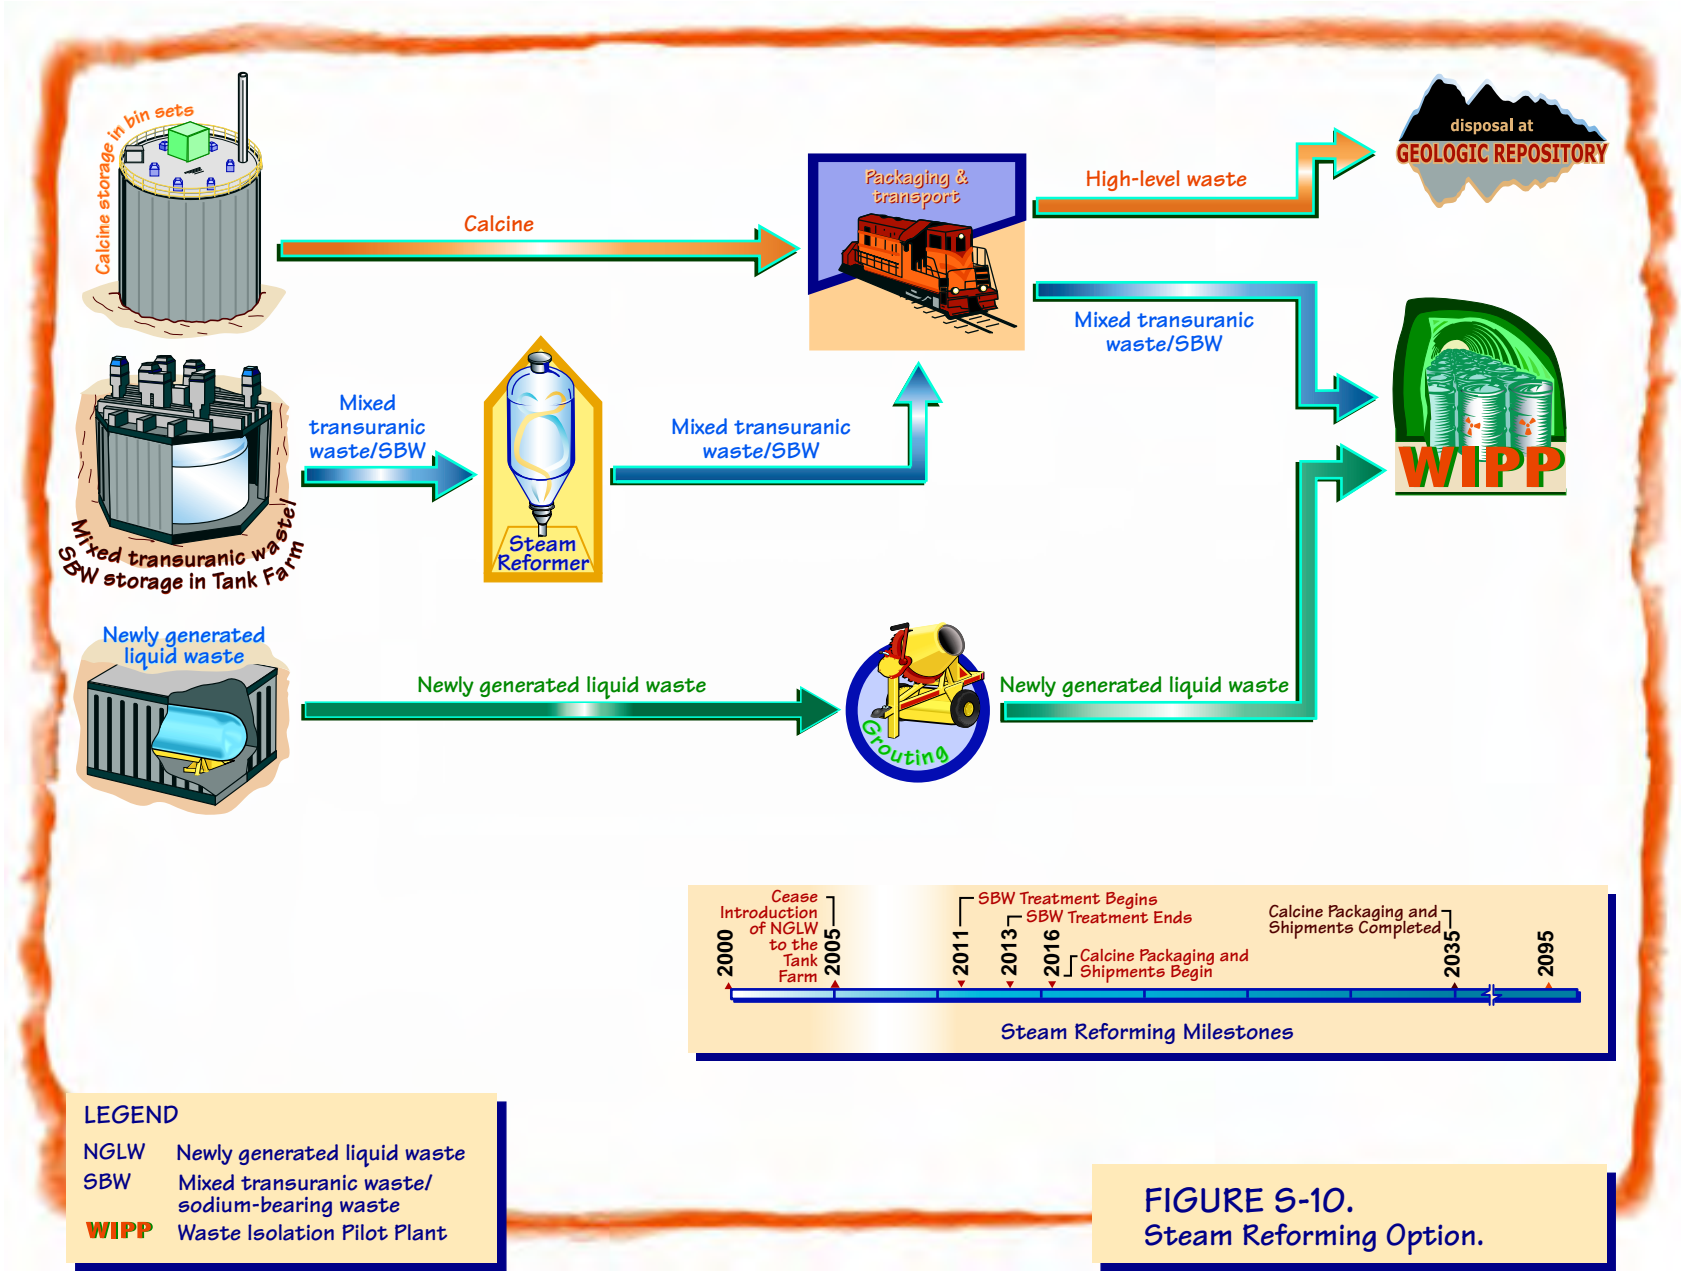 Calcine storage in bin sets
Calcine
Packaging &
transport
High-level waste
disposal at
GEOLOGIC REPOSITORY
Mixed transuranic
waste/SBW
WIPP
Mixed transuranic waste/
SBW storage in Tank Farm
Mixed
transuranic
waste/SBW
Steam
Reformer
Mixed transuranic
waste/SBW
Newly generated
liquid waste
Newly generated liquid waste
Grouting
Newly generated liquid waste
2000
Cease
Introduction
of NGLW
to the
Tank
Farm
2005
2011
SBW Treatment Begins
2013
SBW Treatment Ends
2016
Calcine Packaging and
Shipments Begin
Calcine Packaging and
Shipments Completed
2035
2095
Steam Reforming Milestones
LEGEND
NGLW Newly generated liquid waste
SBW Mixed transuranic waste/
sodium-bearing waste
WIPP Waste Isolation Pilot Plant
FIGURE S-10.
Steam Reforming Option.